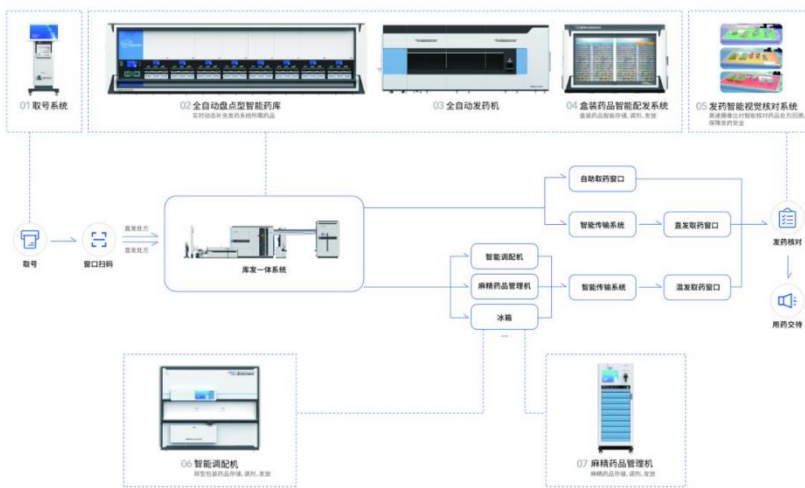 01 取号系统
02 全自动盘点型智能药库
实时动态补充发药系统所需药品
03 全自动发药机
04 盒装药品智能配发系统
盒装药品智能存储、调剂、发放
05 发药智能视觉核对系统
高速摄像比对智能核对药品处方回溯,
保障发药安全
取号
窗口扫码
直发处方
混发处方
库发一体系统
自助取药窗口
智能传输系统
直发取药窗口
智能调配机
麻精药品管理机
冰箱
...
智能传输系统
混发取药窗口
发药核对
用药交待
06 智能调配机
异型包装药品存储、调剂、发放
07 麻精药品管理机
麻精药品存储、调剂、发放